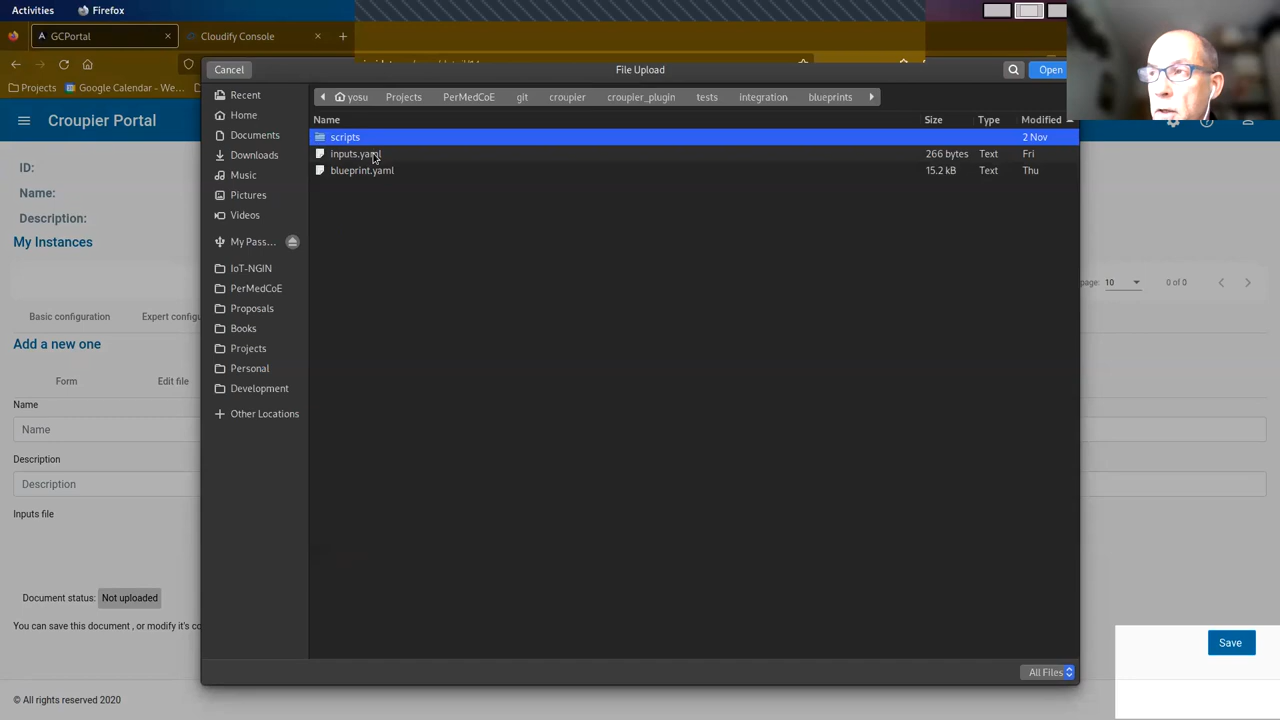 Activities Firefox
GCPortal
Cloudify Console
Projects
Google Calendar - We...
Croupier Portal
ID:
Name:
Description:
My Instances
page: 10 0 of 0
Basic configuration Expert configu
Add a new one
Form Edit file
Name
Name
Description
Description
Inputs file
Document status: Not uploaded
You can save this document , or modify it's co
Save
© All rights reserved 2020
Cancel File Upload Open
yosu Projects PerMedCoE git croupier croupier_plugin tests integration blueprints
Recent
Home
Documents
Downloads
Music
Pictures
Videos
My Pass...
IoT-NGIN
PerMedCoE
Proposals
Books
Projects
Personal
Development
Other Locations
Name Size Type Modified
scripts 2 Nov
inputs.yaml 266 bytes Text Fri
blueprint.yaml 15.2 kB Text Thu
All Files